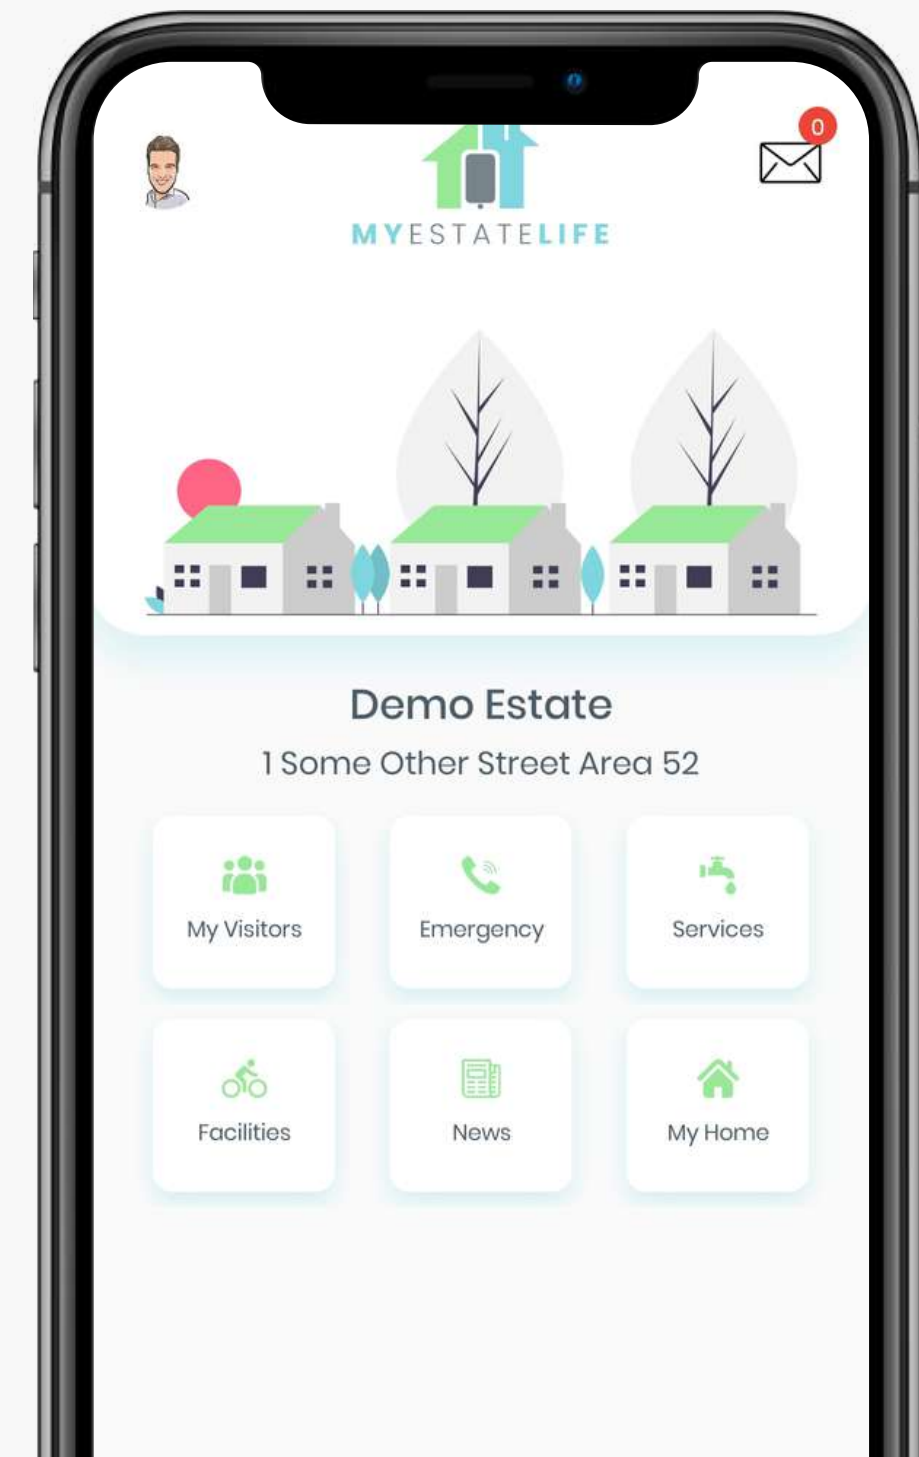 0
MYESTATELIFE
Demo Estate
1 Some Other Street Area 52
My Visitors
Emergency
Services
Facilities
News
My Home